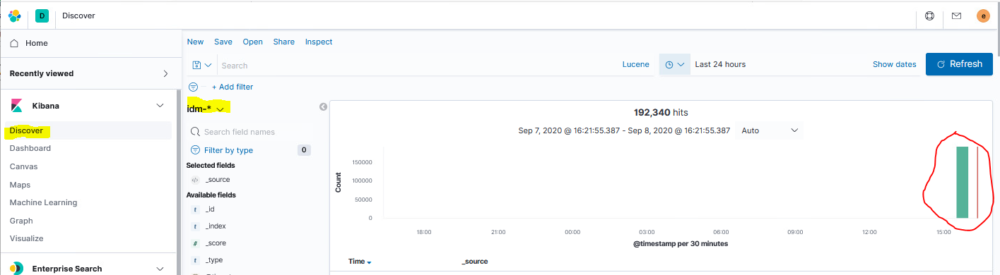 D
Discover
e
Home
Recently viewed
Kibana
Discover
Dashboard
Canvas
Maps
Machine Learning
Graph
Visualize
Enterprise Search
New Save Open Share Inspect
Search Lucene Last 24 hours Show dates Refresh
+ Add filter
idm-*
Search field names
Filter by type 0
Selected fields
</> _source
Available fields
t _id
t _index
# _score
t _type
192,340 hits
Sep 7, 2020 @ 16:21:55.387 - Sep 8, 2020 @ 16:21:55.387 Auto
Count
150000
100000
50000
0
18:00 21:00 00:00 03:00 06:00 09:00 12:00 15:00
@timestamp per 30 minutes
Time _source